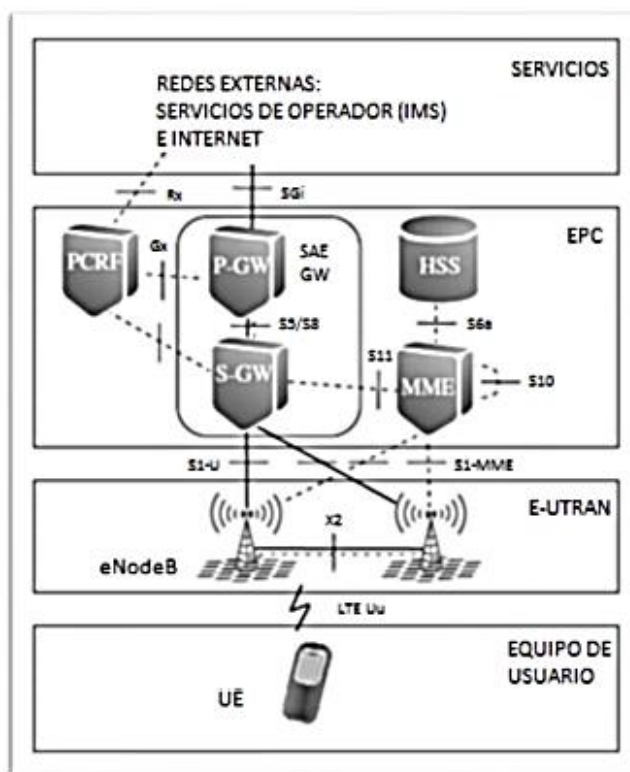 SERVICIOS
REDES EXTERNAS:
SERVICIOS DE OPERADOR (IMS)
E INTERNET
Rx
SGi
EPC
PCRF
Gx
P-GW
SAE
GW
HSS
S5/S8
S6a
S-GW
S11
MME
S10
S1-U
S1-MME
E-UTRAN
X2
eNodeB
LTE Uu
EQUIPO DE
USUARIO
UE